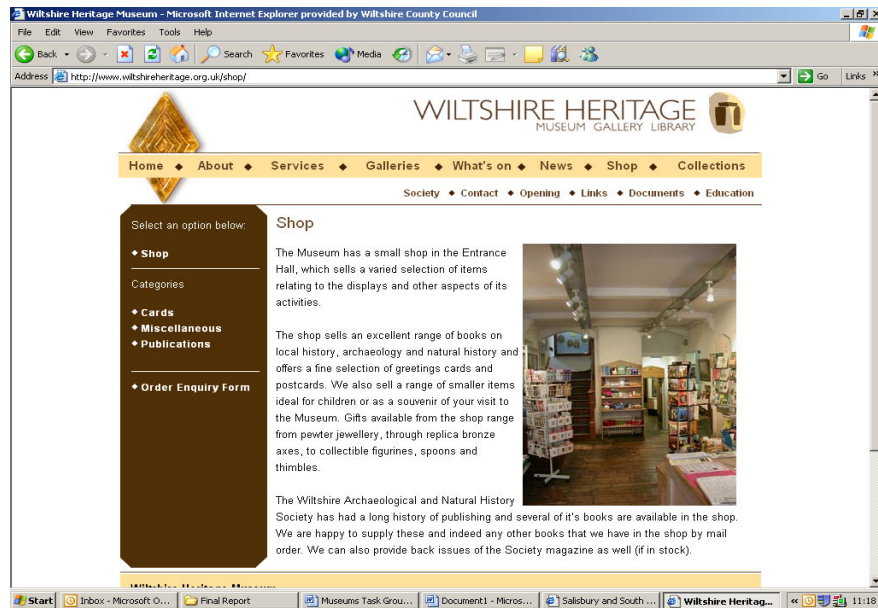 Wiltshire Heritage Museum - Microsoft Internet Explorer provided by Wiltshire County Council
File Edit View Favorites Tools Help
Back Search Favorites Media
Address http://www.wiltshireheritage.org.uk/shop/ Go Links »
WILTSHIRE HERITAGE
MUSEUM GALLERY LIBRARY
Home ◆ About ◆ Services ◆ Galleries ◆ What's on ◆ News ◆ Shop ◆ Collections
Society ◆ Contact ◆ Opening ◆ Links ◆ Documents ◆ Education
Select an option below:
◆ Shop
Categories
◆ Cards
◆ Miscellaneous
◆ Publications
◆ Order Enquiry Form
Shop
The Museum has a small shop in the Entrance
Hall, which sells a varied selection of items
relating to the displays and other aspects of its
activities.
The shop sells an excellent range of books on
local history, archaeology and natural history and
offers a fine selection of greetings cards and
postcards. We also sell a range of smaller items
ideal for children or as a souvenir of your visit to
the Museum. Gifts available from the shop range
from pewter jewellery, through replica bronze
axes, to collectible figurines, spoons and
thimbles.
The Wiltshire Archaeological and Natural History
Society has had a long history of publishing and several of it's books are available in the shop.
We are happy to supply these and indeed any other books that we have in the shop by mail
order. We can also provide back issues of the Society magazine as well (if in stock).
Wiltshire Heritage Museum
Start Inbox - Microsoft O... Final Report Museums Task Grou... Document1 - Micros... Salisbury and South ... Wiltshire Heritag... « 11:18